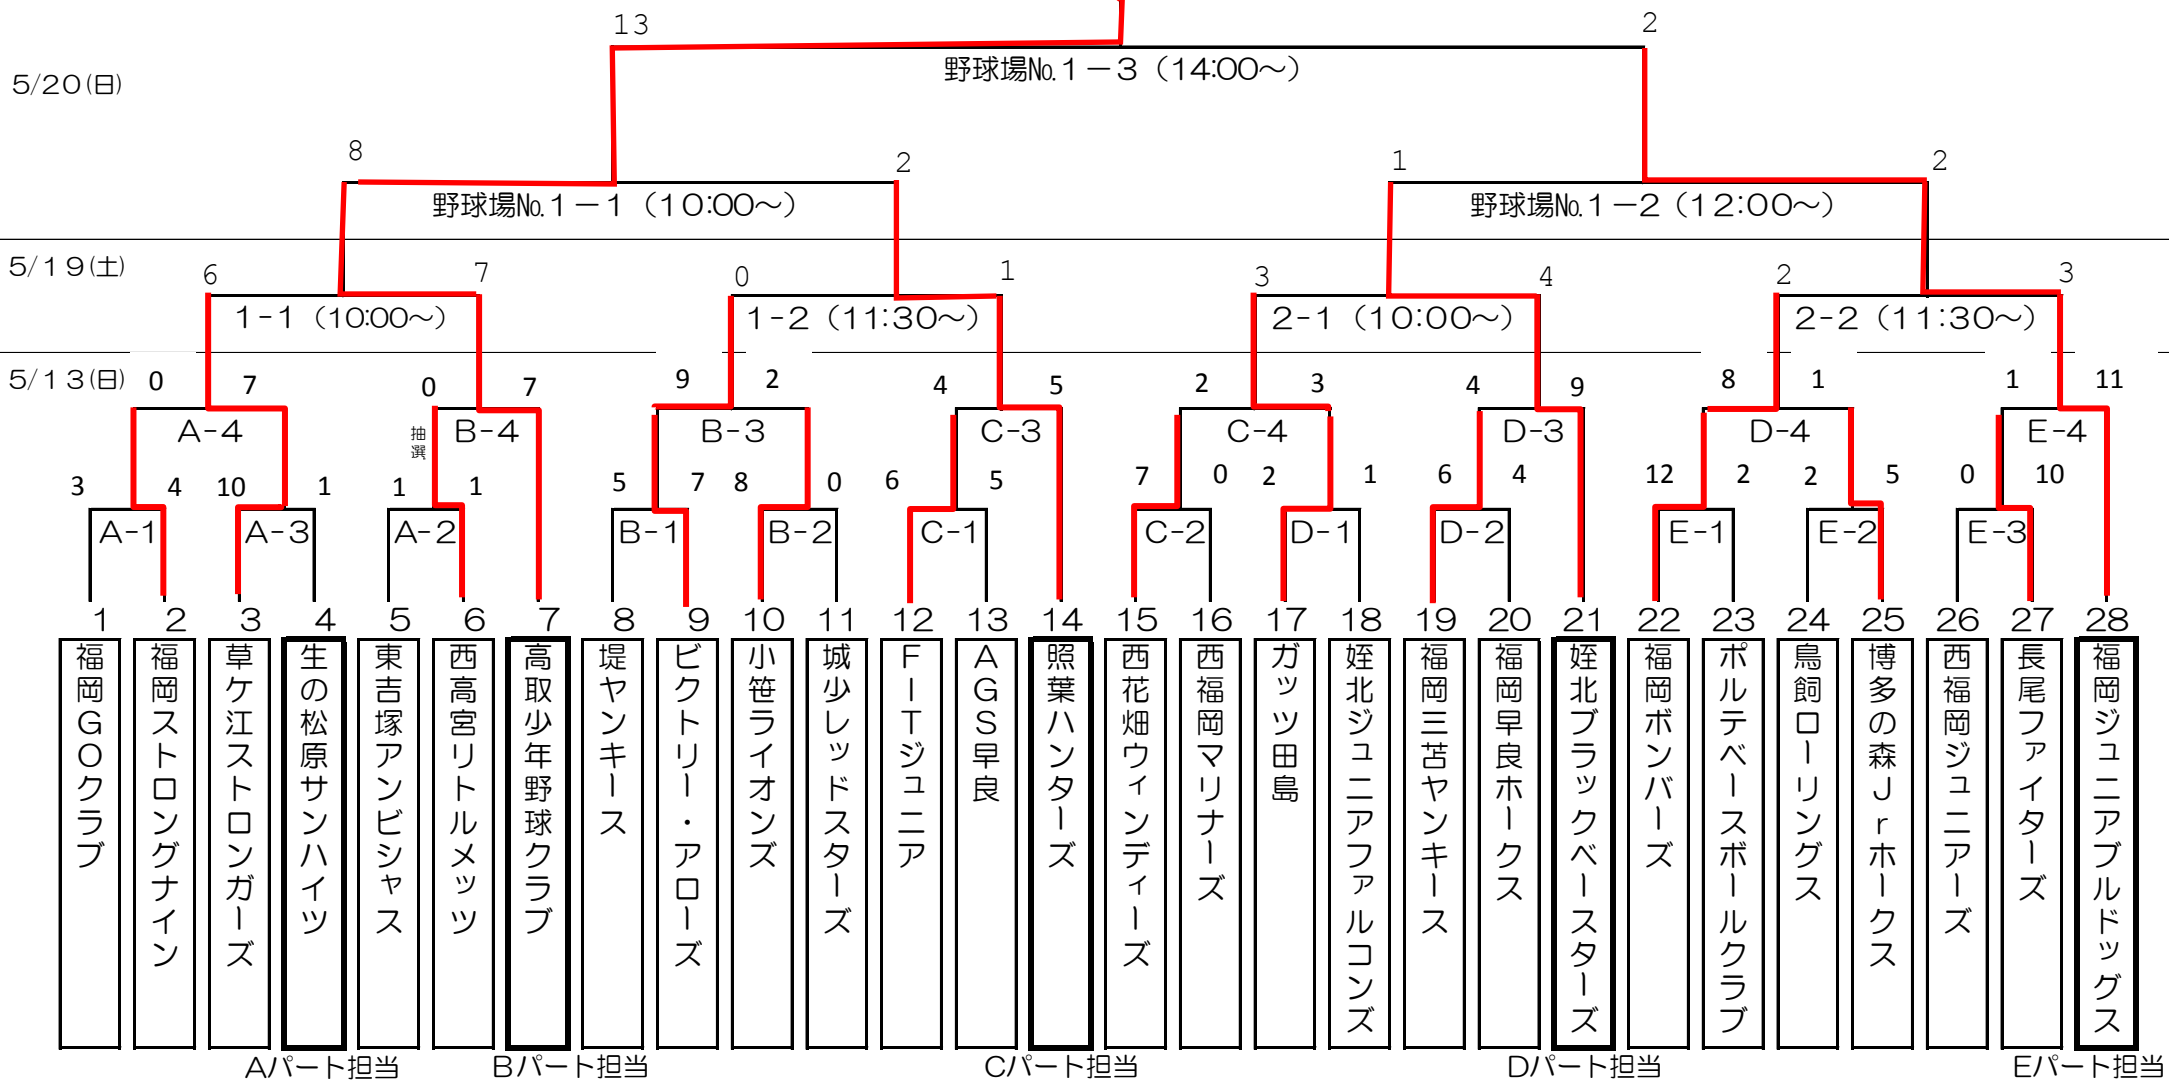 13 2
5/20(日)
野球場№1-3（14:00～）
8 2 1 2
野球場№1-1（10:00～） 野球場№1-2（12:00～）
5/19(土)
6 7 0 1 3 4 2 3
1-1（10:00～） 1-2（11:30～） 2-1（10:00～） 2-2（11:30～）
5/13(日)
0 7 0 7 9 2 4 5 2 3 4 9 8 1 1 11
A-4 抽選 B-4 B-3 C-3 C-4 D-3 D-4 E-4
3 4 10 1 1 1 5 7 8 0 6 5 7 0 2 1 6 4 12 2 2 5 0 10
A-1 A-3 A-2 B-1 B-2 C-1 C-2 D-1 D-2 E-1 E-2 E-3
1 2 3 4 5 6 7 8 9 10 11 12 13 14 15 16 17 18 19 20 21 22 23 24 25 26 27 28
福岡GOクラブ
福岡ストロングナイン
草ケ江ストロンガーズ
生の松原サンハイツ
東吉塚アンビシャス
西高宮リトルメッツ
高取少年野球クラブ
堤ヤンキース
ビクトリー・アローズ
小笹ライオンズ
城少レッドスターズ
FITジュニア
AGS早良
照葉ハンターズ
西花畑ウィンディーズ
西福岡マリナーズ
ガッツ田島
姪北ジュニアファルコンズ
福岡三苫ヤンキース
福岡早良ホークス
姪北ブラックベースターズ
福岡ボンバーズ
ポルテベースボールクラブ
鳥飼ローリングス
博多の森Jrホークス
西福岡ジュニアーズ
長尾ファイターズ
福岡ジュニアブルドッグス
Aパート担当 Bパート担当 Cパート担当 Dパート担当 Eパート担当